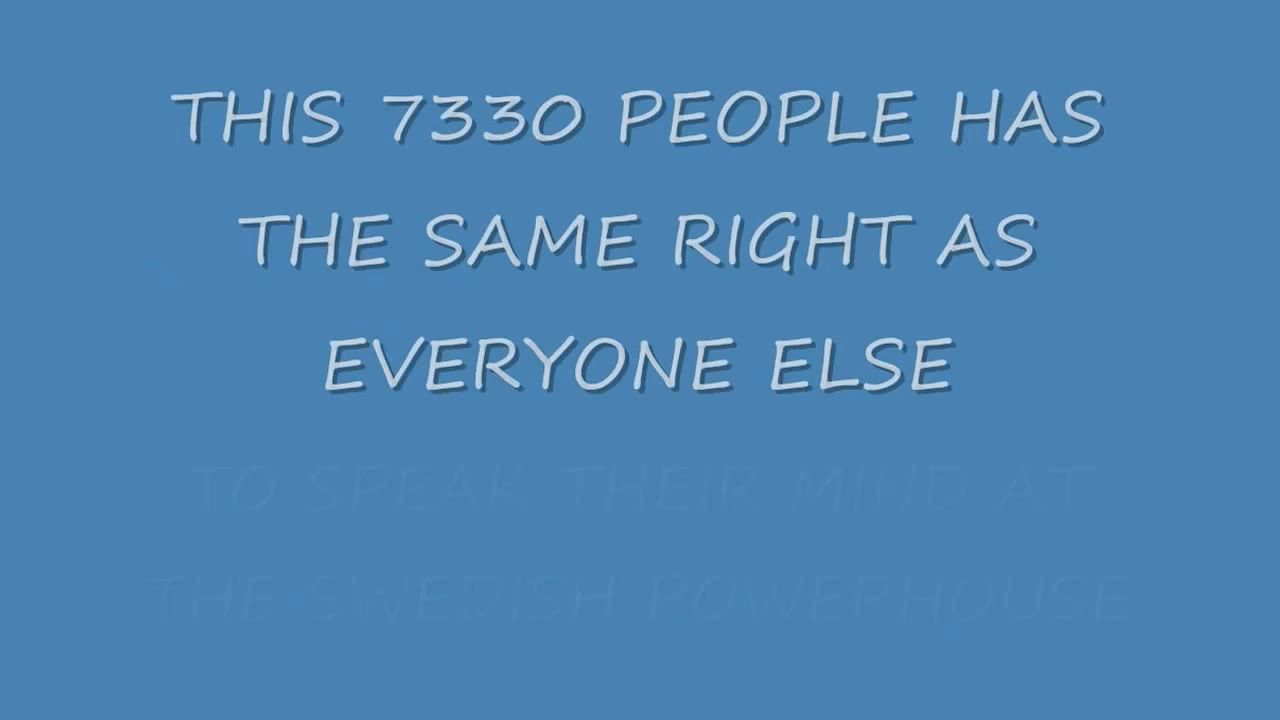 THIS 7330 PEOPLE HAS
THE SAME RIGHT AS
EVERYONE ELSE
TO SPEAK THEIR MIND AT
THE SWEDISH POWERHOUSE